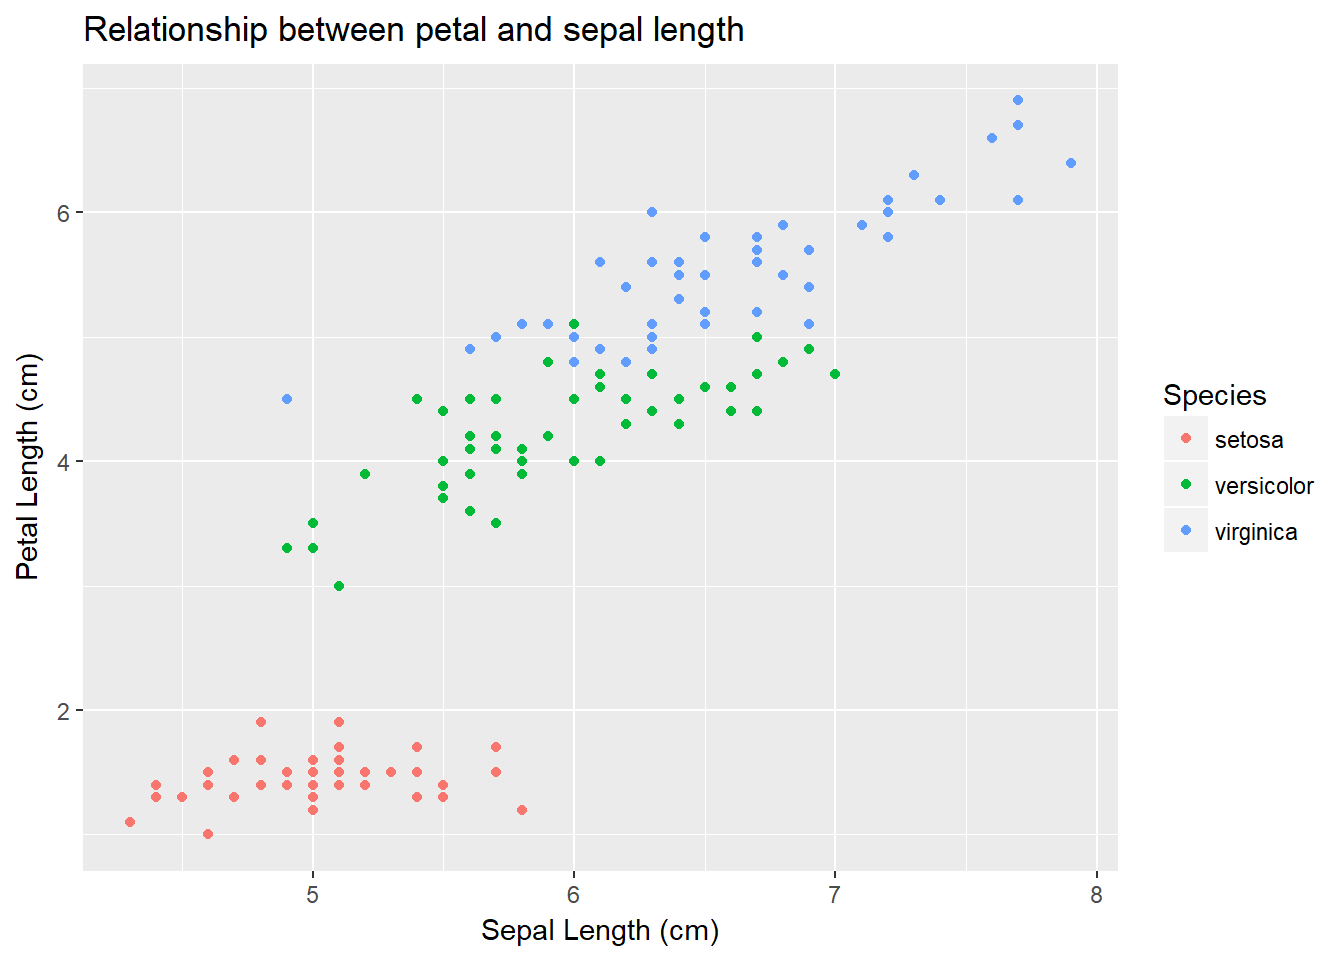 Relationship between petal and sepal length
6
4
2
Petal Length (cm)
5 6 7 8
Sepal Length (cm)
Species
setosa
versicolor
virginica